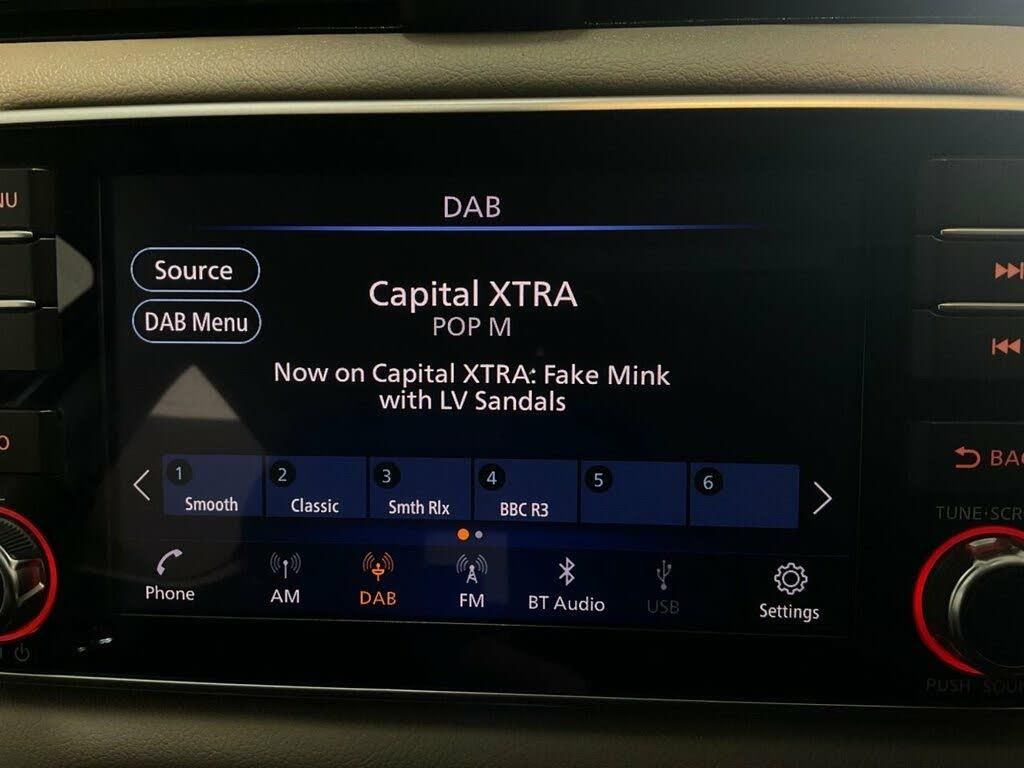 DAB
Source
Capital XTRA
DAB Menu
POP M
Now on Capital XTRA: Fake Mink
with LV Sandals
1
Smooth
2
Classic
3
Smth Rlx
4
BBC R3
5
6
Phone
AM
DAB
FM
BT Audio
USB
Settings
NU
O
BAC
TUNE·SCR
PUSH SOU